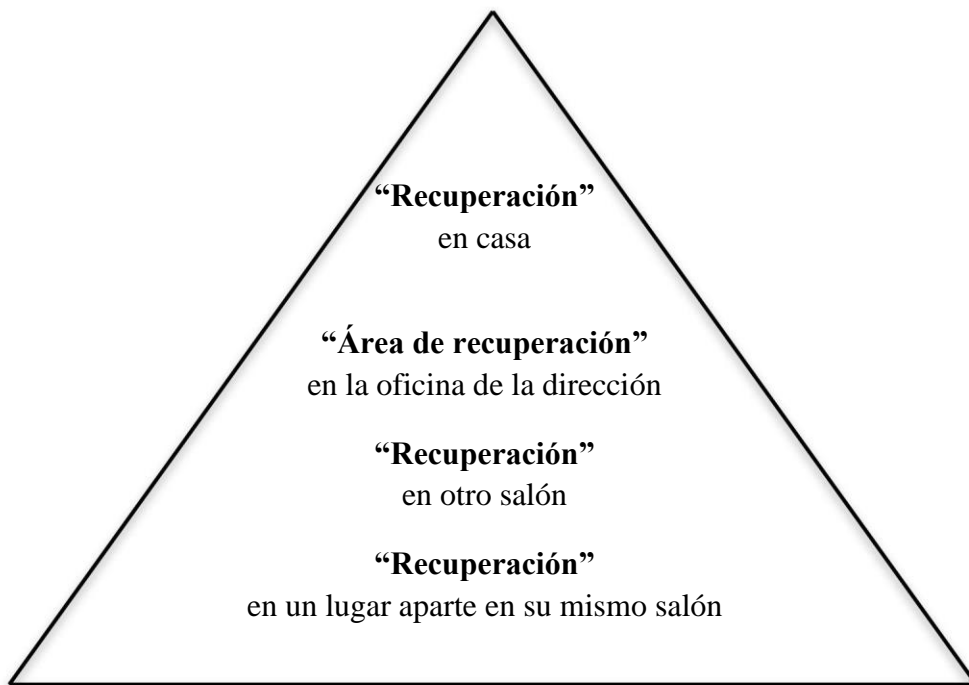 “Recuperación”
en casa
“Área de recuperación”
en la oficina de la dirección
“Recuperación”
en otro salón
“Recuperación”
en un lugar aparte en su mismo salón